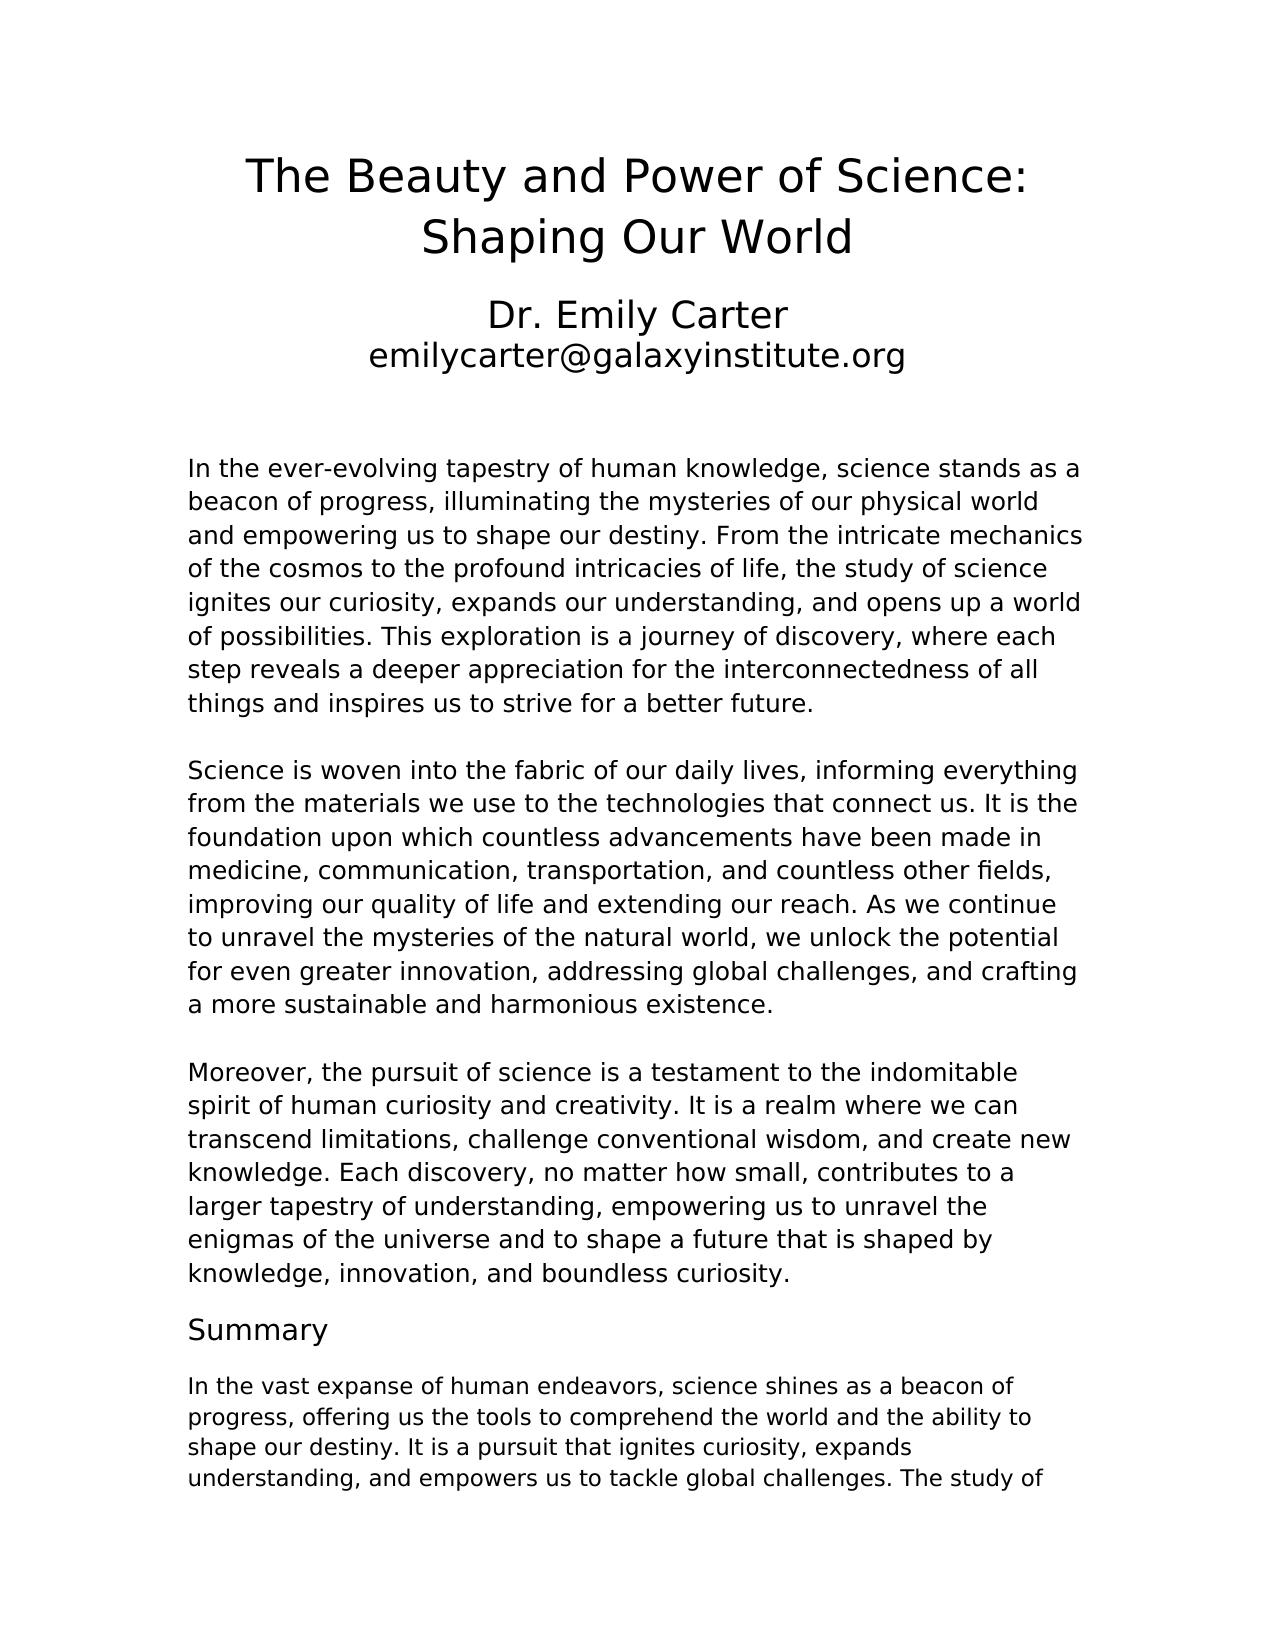 The Beauty and Power of Science:
Shaping Our World
Dr. Emily Carter
emilycarter@galaxyinstitute.org
In the ever-evolving tapestry of human knowledge, science stands as a
beacon of progress, illuminating the mysteries of our physical world
and empowering us to shape our destiny. From the intricate mechanics
of the cosmos to the profound intricacies of life, the study of science
ignites our curiosity, expands our understanding, and opens up a world
of possibilities. This exploration is a journey of discovery, where each
step reveals a deeper appreciation for the interconnectedness of all
things and inspires us to strive for a better future.
Science is woven into the fabric of our daily lives, informing everything
from the materials we use to the technologies that connect us. It is the
foundation upon which countless advancements have been made in
medicine, communication, transportation, and countless other fields,
improving our quality of life and extending our reach. As we continue
to unravel the mysteries of the natural world, we unlock the potential
for even greater innovation, addressing global challenges, and crafting
a more sustainable and harmonious existence.
Moreover, the pursuit of science is a testament to the indomitable
spirit of human curiosity and creativity. It is a realm where we can
transcend limitations, challenge conventional wisdom, and create new
knowledge. Each discovery, no matter how small, contributes to a
larger tapestry of understanding, empowering us to unravel the
enigmas of the universe and to shape a future that is shaped by
knowledge, innovation, and boundless curiosity.
Summary
In the vast expanse of human endeavors, science shines as a beacon of
progress, offering us the tools to comprehend the world and the ability to
shape our destiny. It is a pursuit that ignites curiosity, expands
understanding, and empowers us to tackle global challenges. The study of